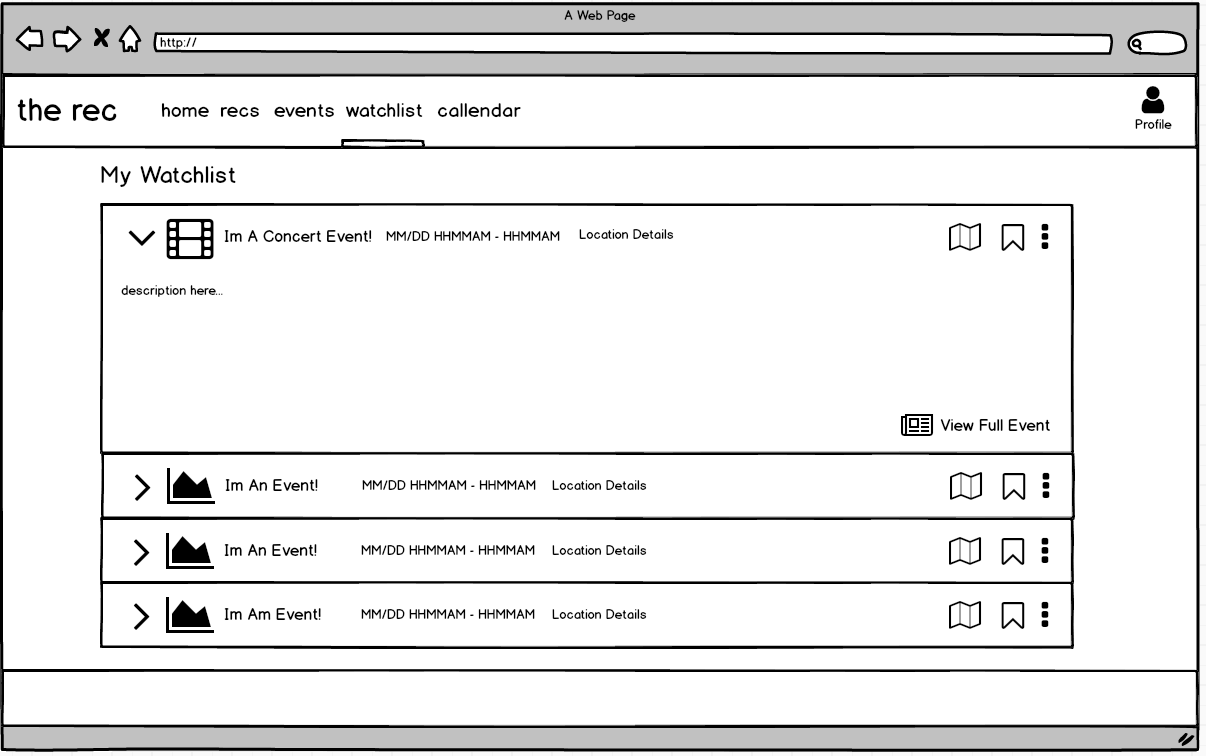 A Web Page
http://
the rec home recs events watchlist callendar
Profile
My Watchlist
Im A Concert Event! MM/DD HHMMAM - HHMMAM Location Details
description here...
View Full Event
Im An Event! MM/DD HHMMAM - HHMMAM Location Details
Im An Event! MM/DD HHMMAM - HHMMAM Location Details
Im Am Event! MM/DD HHMMAM - HHMMAM Location Details